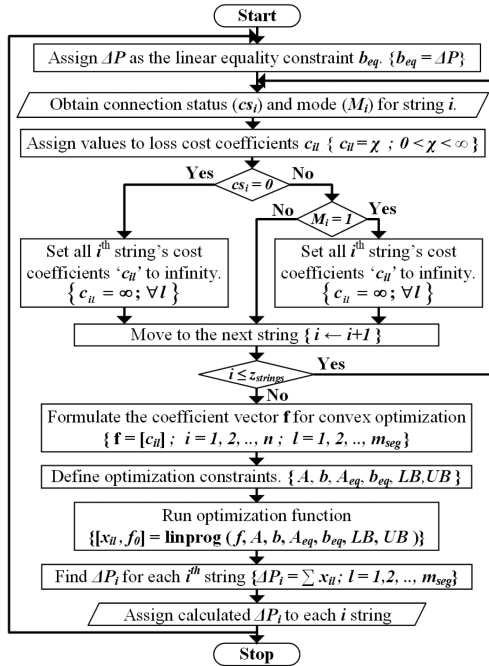 Start
Assign ΔP as the linear equality constraint b_eq. {b_eq = ΔP}
Obtain connection status (cs_i) and mode (M_i) for string i.
Assign values to loss cost coefficients c_il { c_il = χ ; 0 < χ < ∞ }
Yes
cs_i = 0
No
No
M_i = 1
Yes
Set all i^th string's cost
coefficients 'c_il' to infinity.
{ c_il = ∞; ∀l }
Set all i^th string's cost
coefficients 'c_il' to infinity.
{ c_il = ∞; ∀l }
Move to the next string { i ← i+1 }
i ≤ z_strings
Yes
No
Formulate the coefficient vector f for convex optimization
{ f = [c_il] ; i = 1, 2, .., n ; l = 1, 2, .., m_seg }
Define optimization constraints. { A, b, A_eq, b_eq, LB,UB }
Run optimization function
{[x_il, f_0] = linprog ( f, A, b, A_eq, b_eq, LB, UB )}
Find ΔP_i for each i^th string {ΔP_i = ∑ x_il; l = 1,2, .., m_seg}
Assign calculated ΔP_i to each i string
Stop